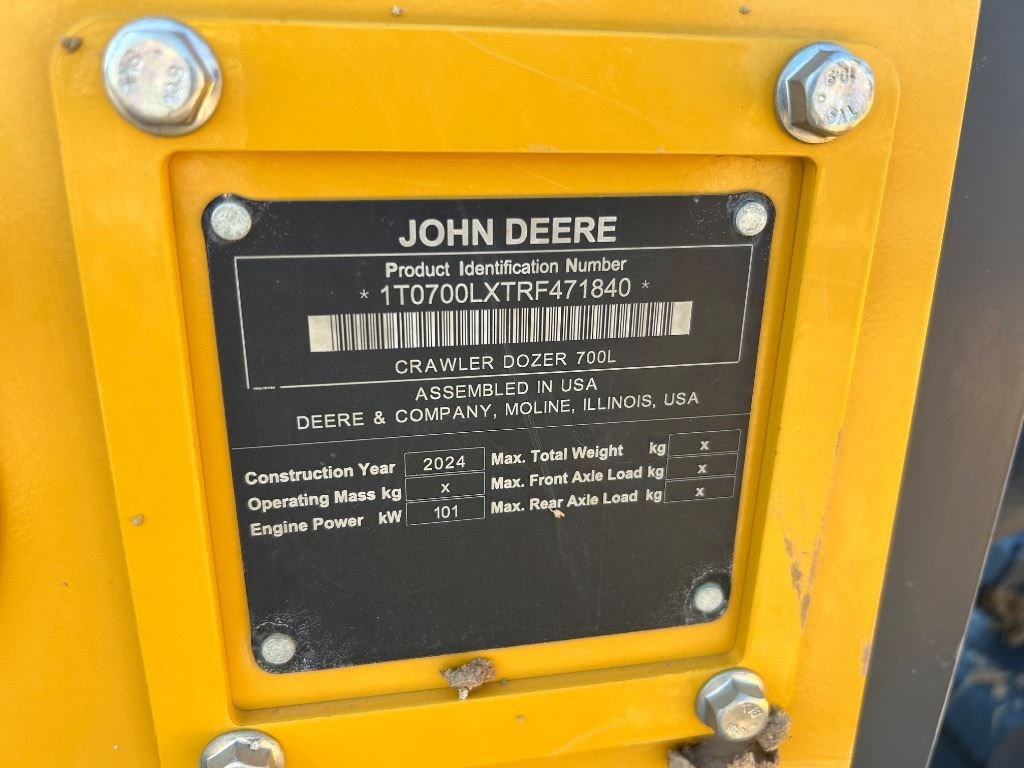 JOHN DEERE
Product Identification Number
* 1T0700LXTRF471840 *
CRAWLER DOZER 700L
ASSEMBLED IN USA
DEERE & COMPANY, MOLINE, ILLINOIS, USA
Construction Year 2024 Max. Total Weight kg x
Operating Mass kg x Max. Front Axle Load kg x
Engine Power kW 101 Max. Rear Axle Load kg x
10.9